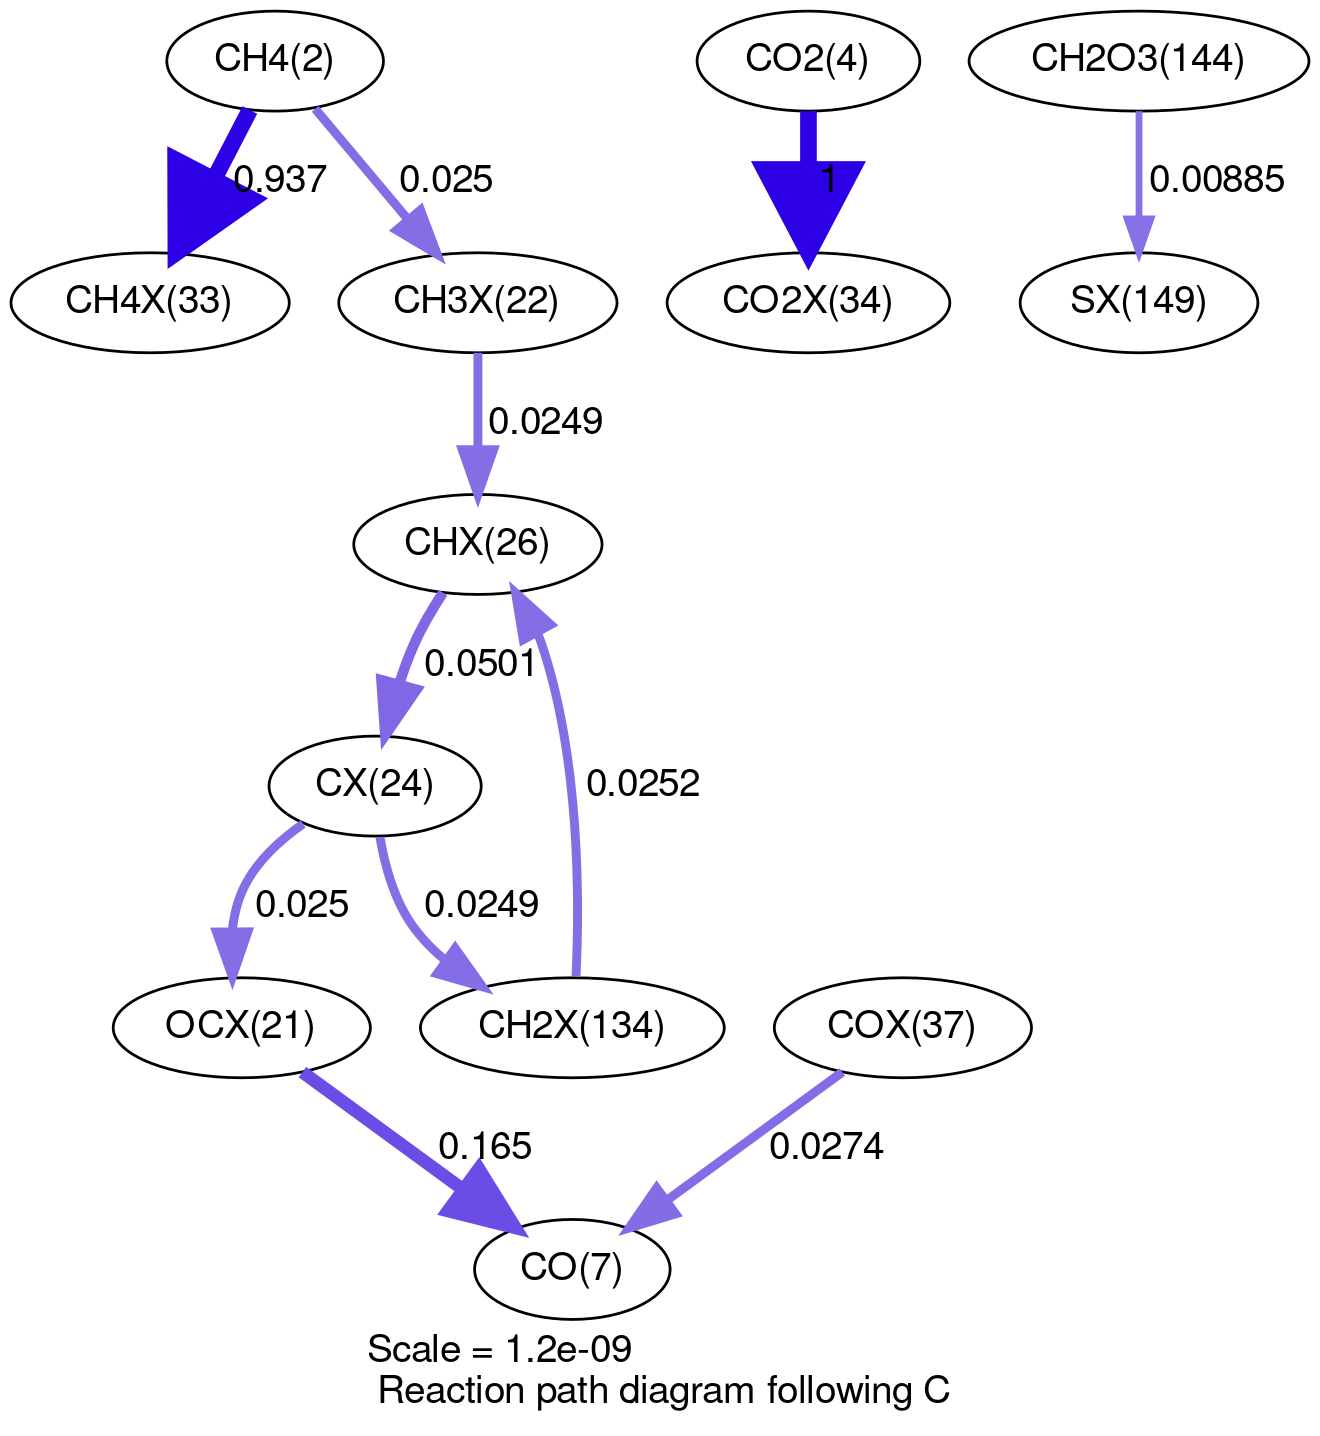 CH4(2)
CO2(4)
CH2O3(144)
0.937
0.025
1
0.00885
CH4X(33)
CH3X(22)
CO2X(34)
SX(149)
0.0249
CHX(26)
0.0501
CX(24)
0.0252
0.025
0.0249
OCX(21)
CH2X(134)
COX(37)
0.165
0.0274
CO(7)
Scale = 1.2e-09
Reaction path diagram following C